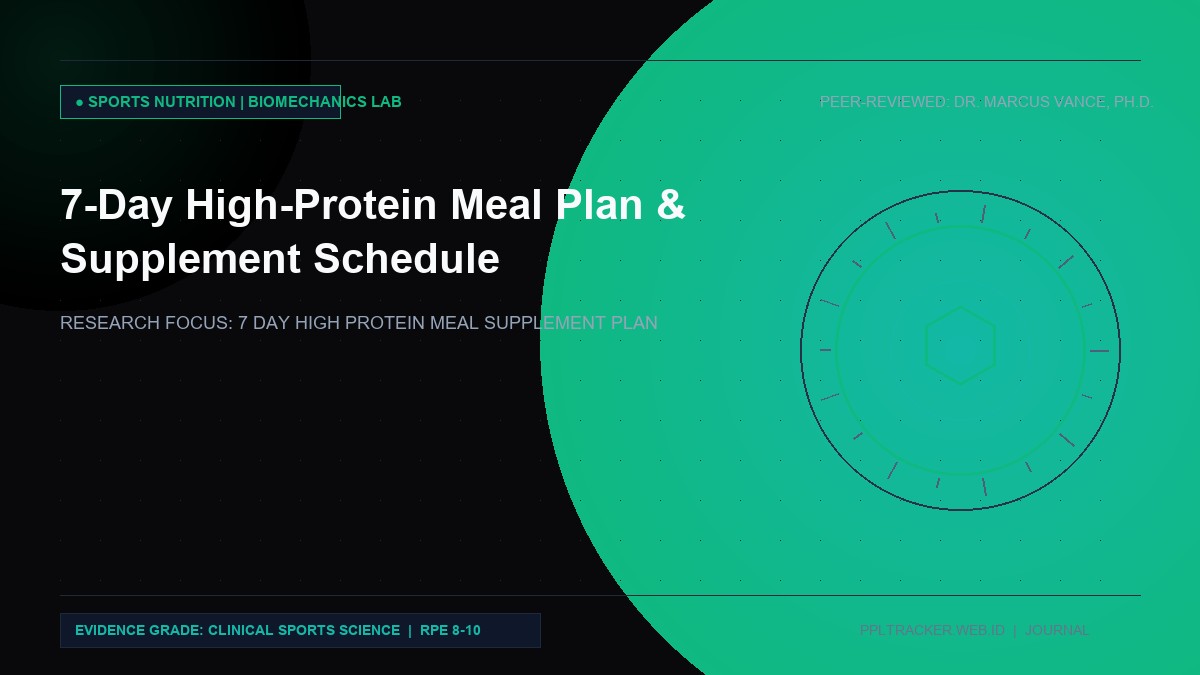 ● SPORTS NUTRITION | BIOMECHANICS LAB
PEER-REVIEWED: DR. MARCUS VANCE, PH.D.
7-Day High-Protein Meal Plan &
Supplement Schedule
RESEARCH FOCUS: 7 DAY HIGH PROTEIN MEAL SUPPLEMENT PLAN
EVIDENCE GRADE: CLINICAL SPORTS SCIENCE | RPE 8-10
PPLTRACKER WEB ID | JOURNAL